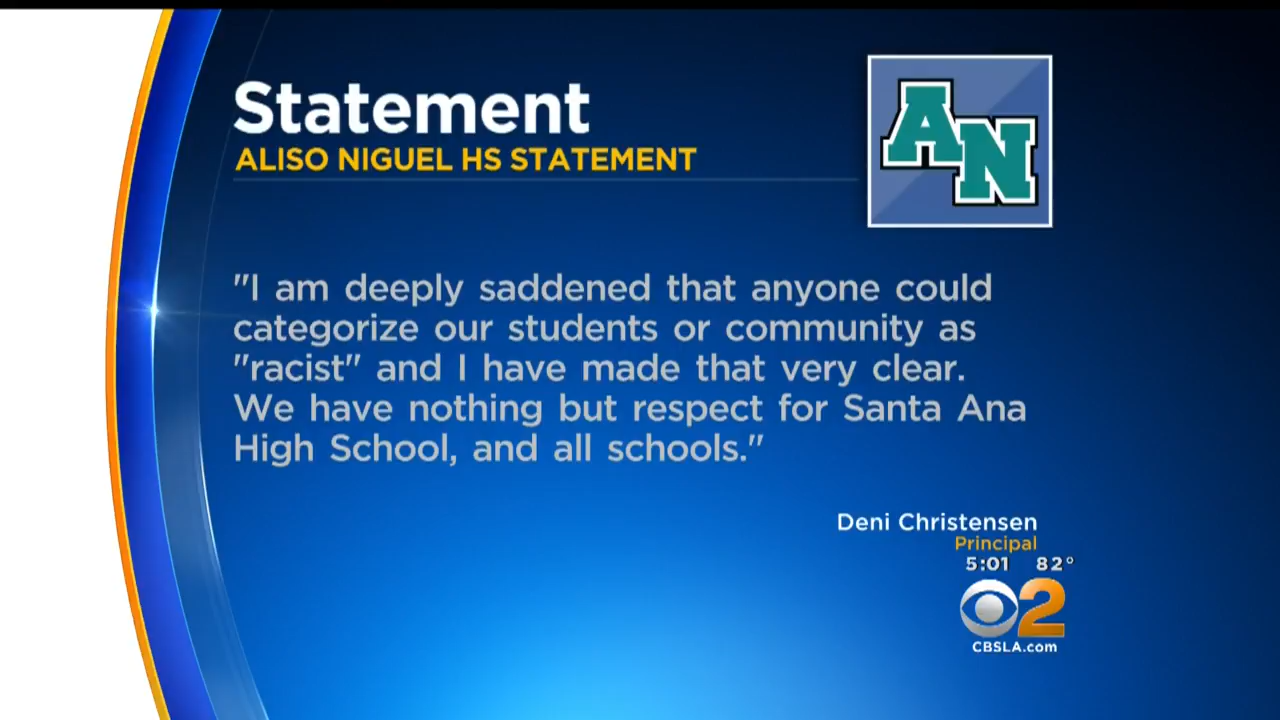 Statement
ALISO NIGUEL HS STATEMENT
AN
"I am deeply saddened that anyone could
categorize our students or community as
"racist" and I have made that very clear.
We have nothing but respect for Santa Ana
High School, and all schools."
Deni Christensen
Principal
5:01 82°
2
CBSLA.com